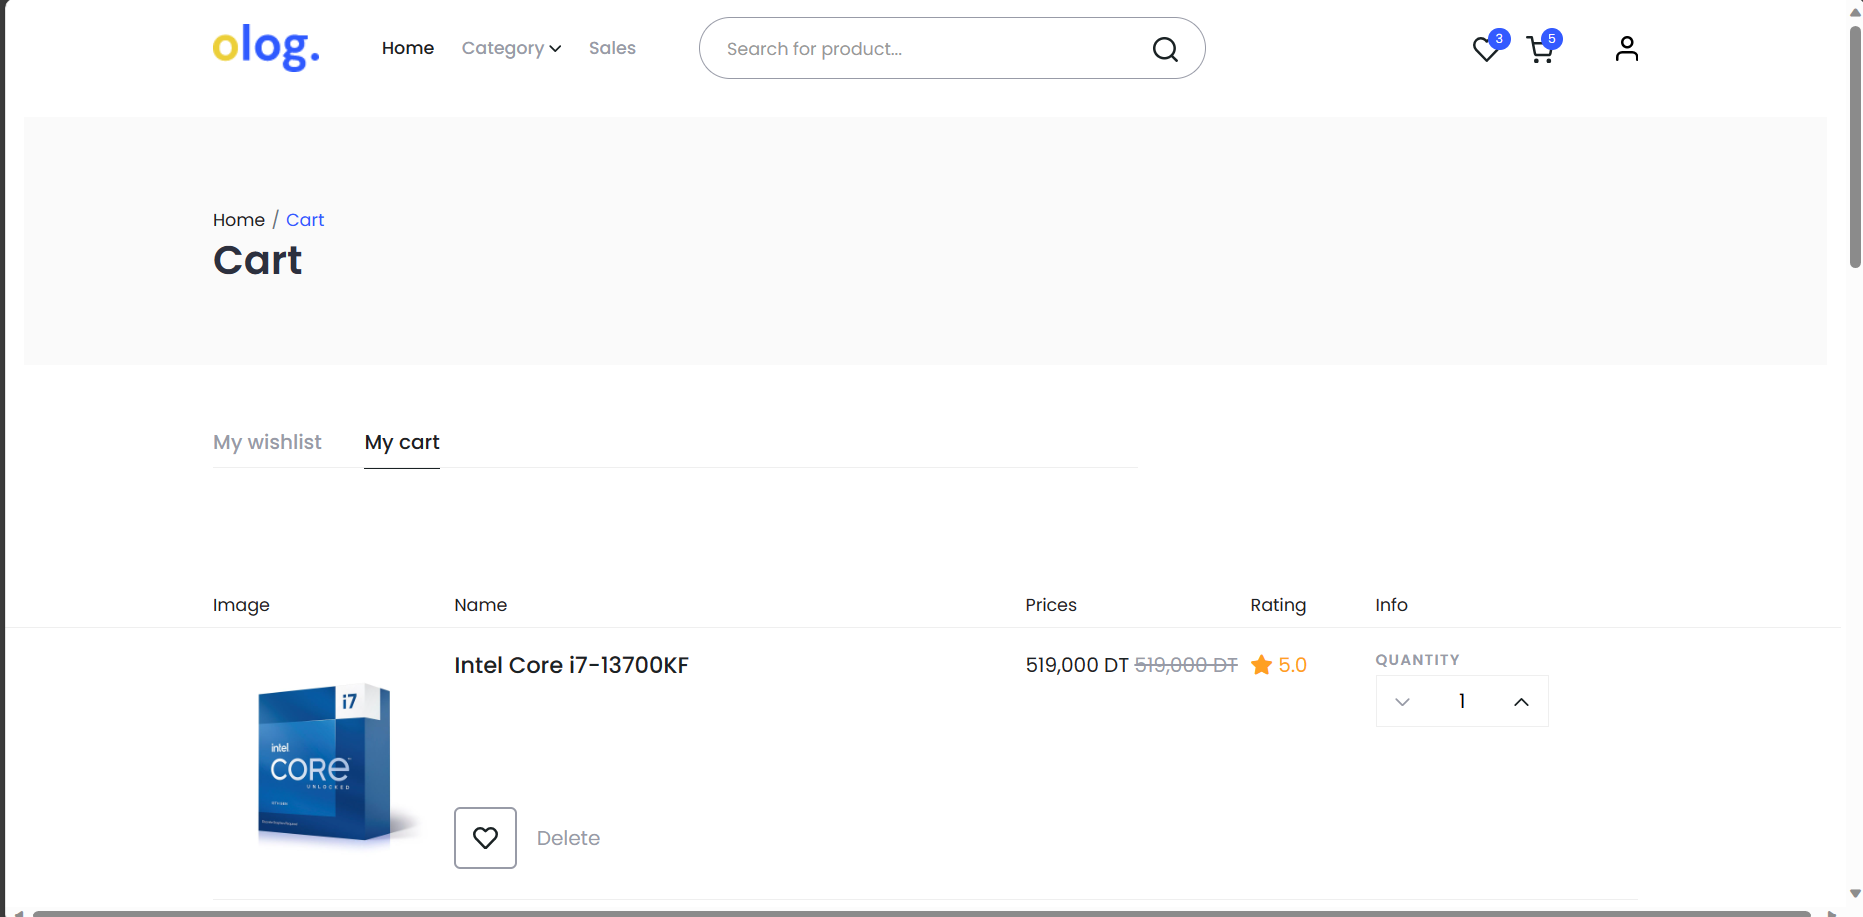 olog.
Home Category Sales
Search for product...
3
5
Home / Cart
Cart
My wishlist My cart
Image Name Prices Rating Info
Intel Core i7-13700KF 519,000 DT 519,000 DT 5.0
QUANTITY
1
i7
intel
CORE
UNLOCKED
Delete